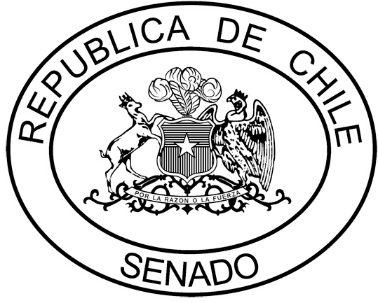 REPUBLICA DE CHILE
POR LA RAZON O LA FUERZA
SENADO